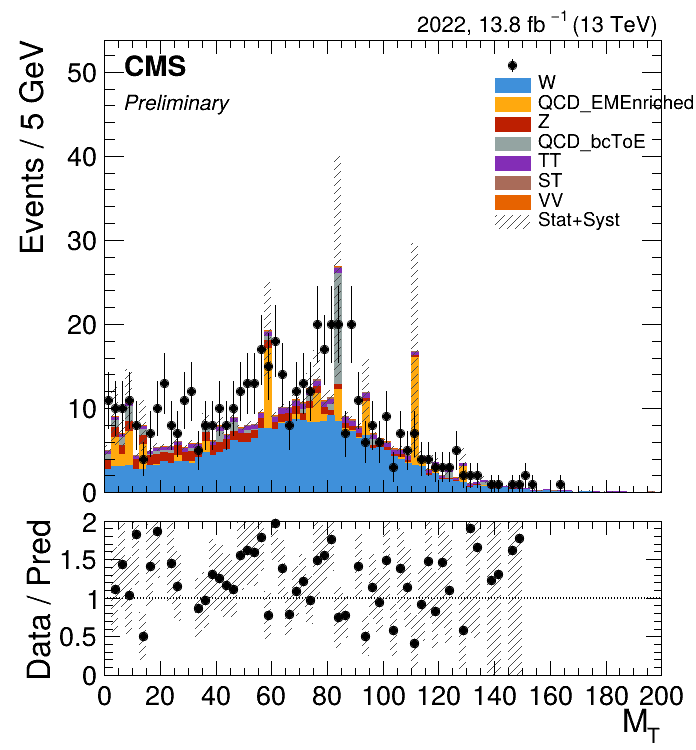 2022, 13.8 fb⁻¹ (13 TeV)
Events / 5 GeV
CMS
Preliminary
W
QCD_EMEnriched
Z
QCD_bcToE
TT
ST
VV
Stat+Syst
50
40
30
20
10
0
Data / Pred
2
1.5
1
0.5
0
0 20 40 60 80 100 120 140 160 180 200
M_T